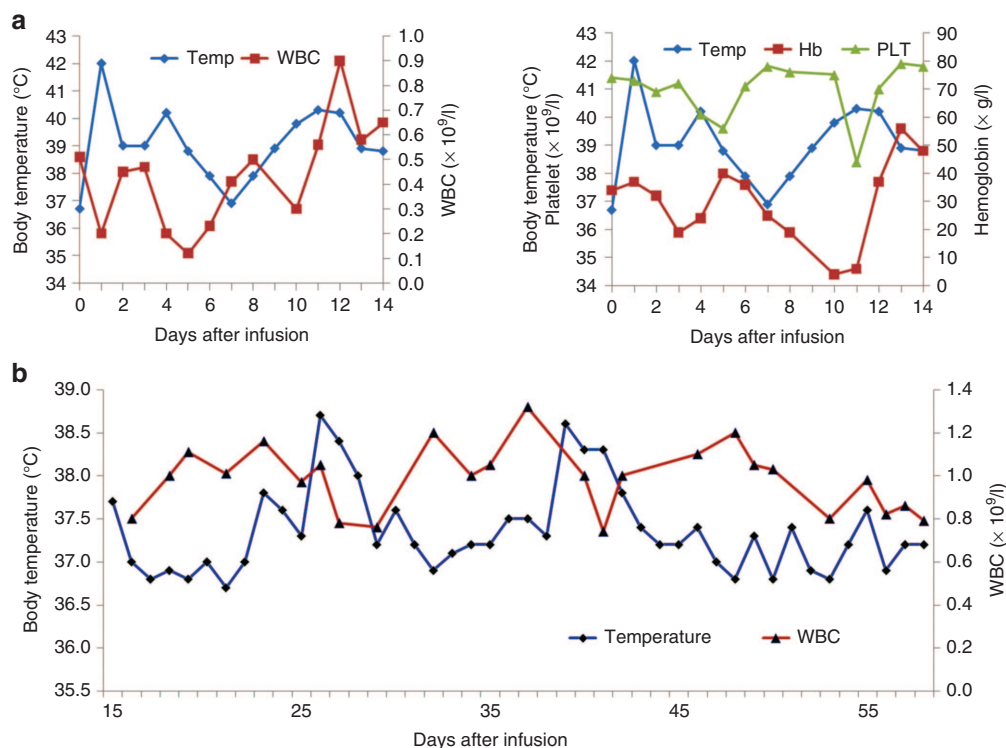 a
43
42
41
40
39
38
37
36
35
34
Body temperature (°C)
Temp
WBC
1.0
0.9
0.8
0.7
0.6
0.5
0.4
0.3
0.2
0.1
0.0
WBC (× 10⁹/l)
0 2 4 6 8 10 12 14
Days after infusion
43
42
41
40
39
38
37
36
35
34
Body temperature (°C)
Platelet (× 10⁹/l)
Temp
Hb
PLT
90
80
70
60
50
40
30
20
10
0
Hemoglobin (× g/l)
0 2 4 6 8 10 12 14
Days after infusion
b
39.0
38.5
38.0
37.5
37.0
36.5
36.0
35.5
Body temperature (°C)
Temperature
WBC
1.4
1.2
1.0
0.8
0.6
0.4
0.2
0.0
WBC (× 10⁹/l)
15 25 35 45 55
Days after infusion